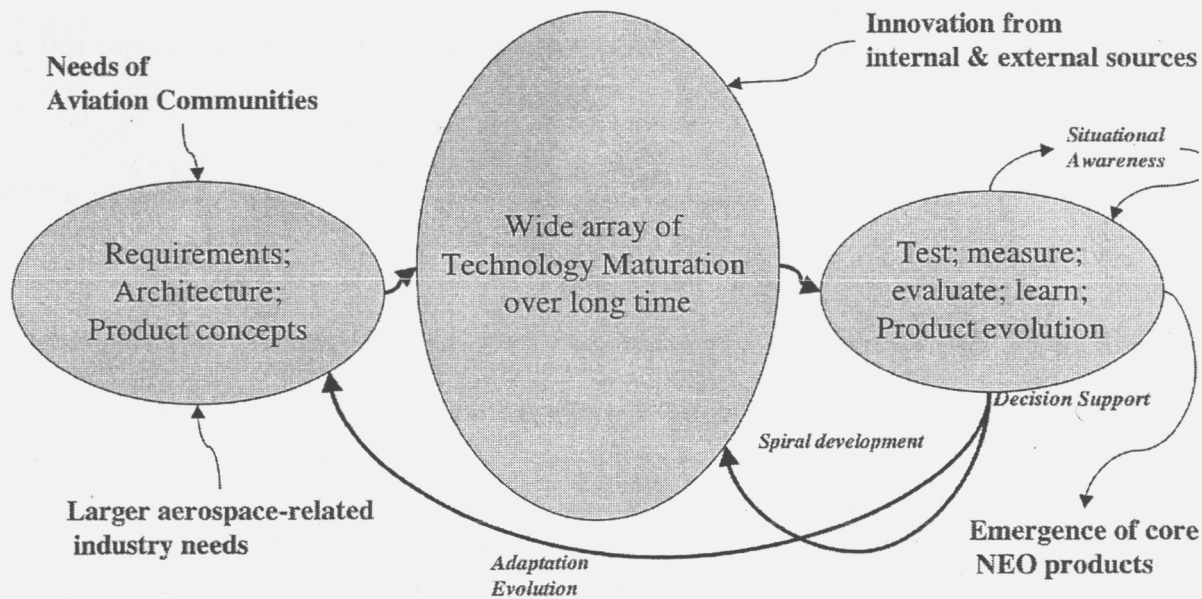 Needs of
Aviation Communities
Requirements;
Architecture;
Product concepts
Larger aerospace-related
industry needs
Wide array of
Technology Maturation
over long time
Innovation from
internal & external sources
Situational
Awareness
Test; measure;
evaluate; learn;
Product evolution
Decision Support
Spiral development
Adaptation
Evolution
Emergence of core
NEO products